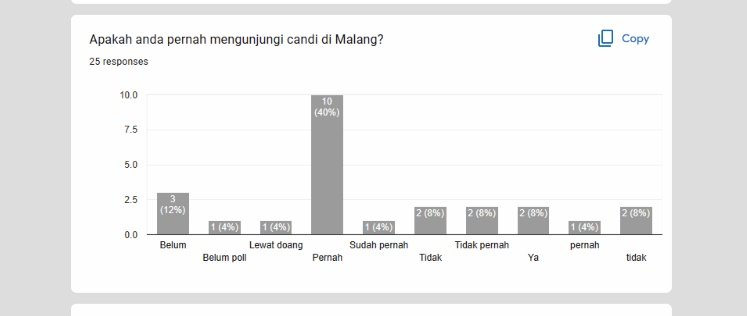 Apakah anda pernah mengunjungi candi di Malang?
Copy
25 responses
10.0
7.5
5.0
2.5
0.0
3
(12%)
1 (4%)
1 (4%)
10
(40%)
1 (4%)
2 (8%)
2 (8%)
2 (8%)
1 (4%)
2 (8%)
Belum
Belum poll
Lewat doang
Pernah
Sudah pernah
Tidak
Tidak pernah
Ya
pernah
tidak